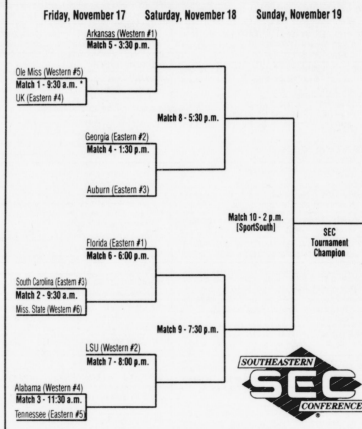 Friday, November 17 Saturday, November 18 Sunday, November 19
Arkansas (Western #1)
Match 5 - 3:30 p.m.
Ole Miss (Western #5)
Match 1 - 9:30 a.m. *
UK (Eastern #4)
Match 8 - 5:30 p.m.
Georgia (Eastern #2)
Match 4 - 1:30 p.m.
Auburn (Eastern #3)
Match 10 - 2 p.m.
[SportSouth]
SEC
Tournament
Champion
Florida (Eastern #1)
Match 6 - 6:00 p.m.
South Carolina (Eastern #3)
Match 2 - 9:30 a.m.
Miss. State (Western #6)
Match 9 - 7:30 p.m.
LSU (Western #2)
Match 7 - 8:00 p.m.
Alabama (Western #4)
Match 3 - 11:30 a.m.
Tennessee (Eastern #5)
SOUTHEASTERN
SEC
CONFERENCE
®